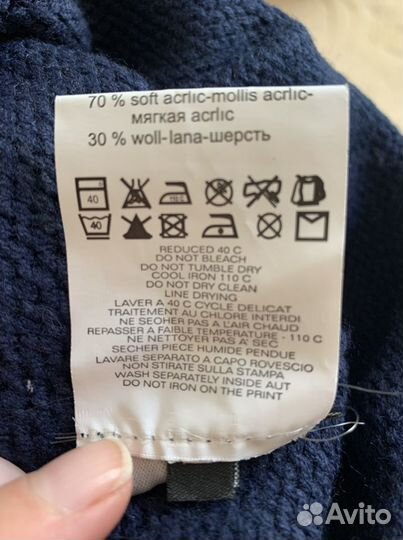 70 % soft acrlic-mollis acrlic-
мягкая acrlic
30 % woll-lana-шерсть
40
110 C
40
REDUCED 40 C
DO NOT BLEACH
DO NOT TUMBLE DRY
COOL IRON 110 C
DO NOT DRY CLEAN
LINE DRYING
LAVER A 40 C CYCLE DELICAT
TRAITEMENT AU CHLORE INTERDI
NE SEOHER PAS A L'AIR CHAUD
REPASSER A FAIBLE TEMPERATURE - 110 C
NE NETTOYER PAS A' SEC
SECHER PIECE HUMIDE PENDUE
LAVARE SEPARATO A CAPO ROVESCIO
NON STIRATE SULLA STAMPA
WASH SEPARATELY INSIDE AUT
DO NOT IRON ON THE PRINT
Avito